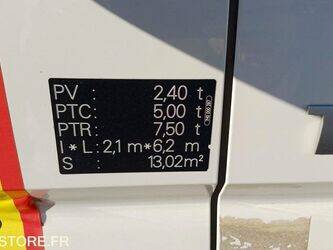 PV : 2,40 t
PTC : 5,00 t
PTR : 7,50 t
I * L : 2,1 m*6,2 m
S : 13,02m²
STORE.FR